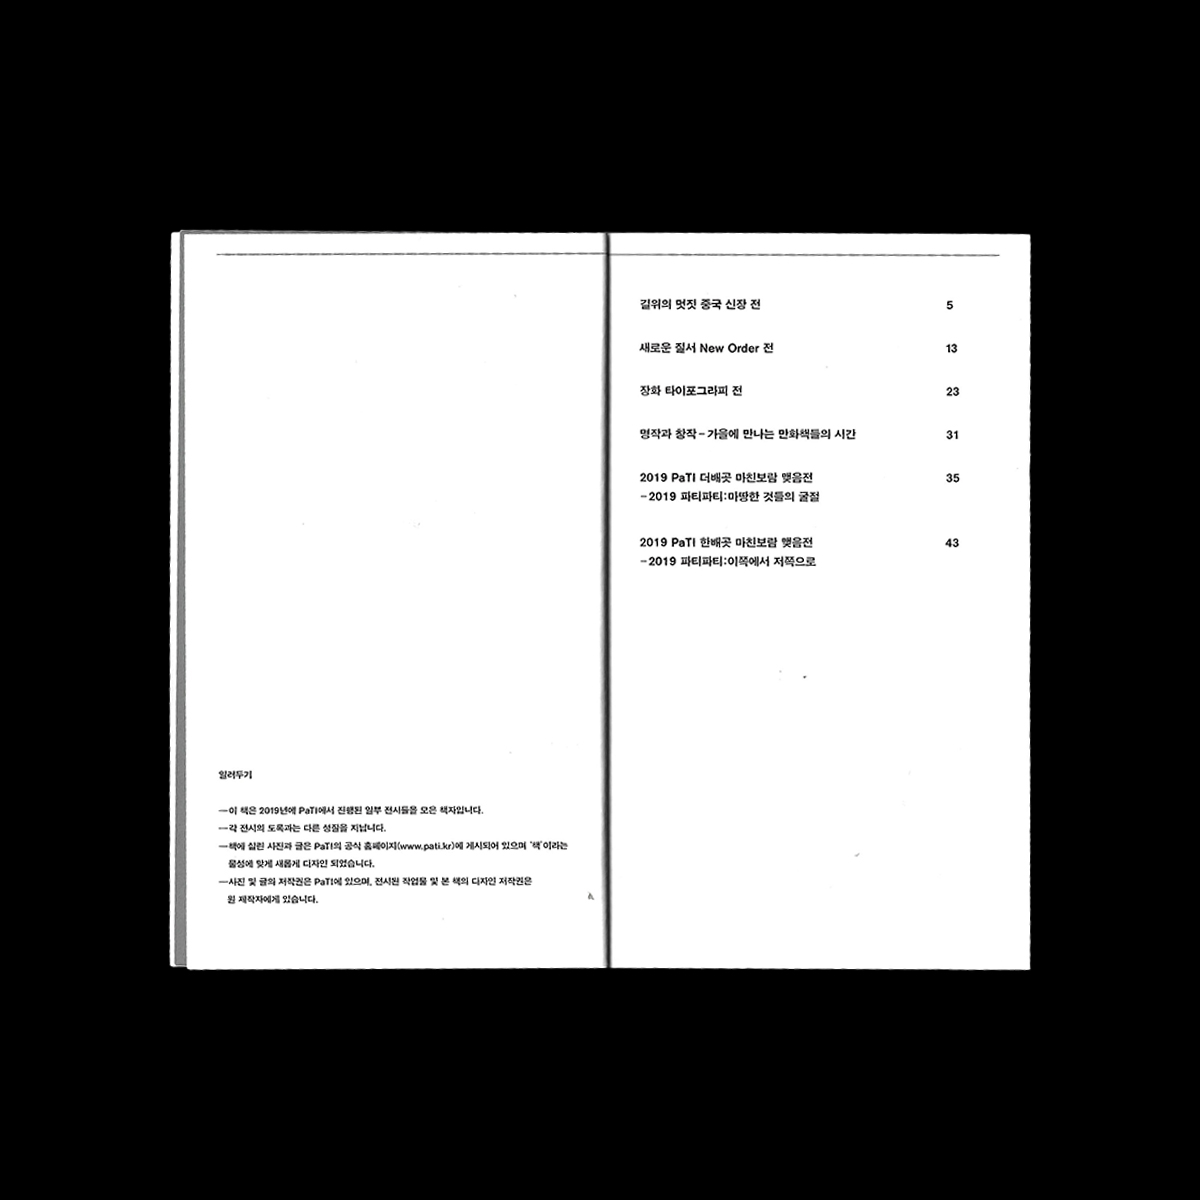 일러두기
—이 책은 2019년에 PaTI에서 진행된 일부 전시들을 모은 책자입니다.
—각 전시의 도록과는 다른 성질을 지닙니다.
—책에 실린 사진과 글은 PaTI의 공식 홈페이지(www.pati.kr)에 게시되어 있으며 ‘책’이라는
물성에 맞게 새롭게 디자인 되었습니다.
—사진 및 글의 저작권은 PaTI에 있으며, 전시된 작업물 및 본 책의 디자인 저작권은
원 제작자에게 있습니다.
길위의 멋짓 중국 신장 전 5
새로운 질서 New Order 전 13
장화 타이포그라피 전 23
명작과 창작–가을에 만나는 만화책들의 시간 31
2019 PaTI 더배곳 마친보람 맺음전 35
–2019 파티파티:마땅한 것들의 굴절
2019 PaTI 한배곳 마친보람 맺음전 43
–2019 파티파티:이쪽에서 저쪽으로